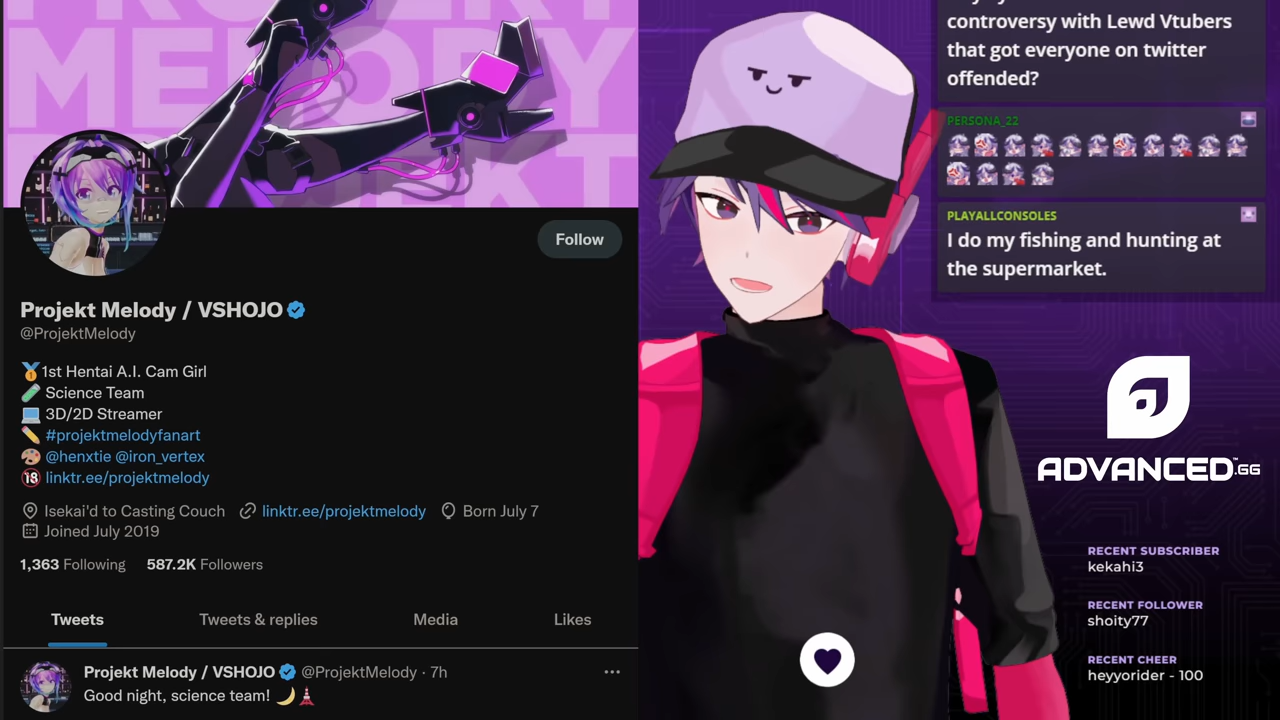 PROJEKT
MELODY
PROJEKT
Follow
Projekt Melody / VSHOJO
@ProjektMelody
🥇1st Hentai A.I. Cam Girl
🧪 Science Team
💻 3D/2D Streamer
✏️ #projektmelodyfanart
🎨 @henxtie @iron_vertex
🔞 linktr.ee/projektmelody
Isekai'd to Casting Couch linktr.ee/projektmelody Born July 7
Joined July 2019
1,363 Following 587.2K Followers
Tweets Tweets & replies Media Likes
Projekt Melody / VSHOJO @ProjektMelody · 7h
Good night, science team! 🌙🗼
controversy with Lewd Vtubers
that got everyone on twitter
offended?
PERSONA_22
PLAYALLCONSOLES
I do my fishing and hunting at
the supermarket.
ADVANCED™.GG
RECENT SUBSCRIBER
kekahi3
RECENT FOLLOWER
shoity77
RECENT CHEER
heyyorider - 100